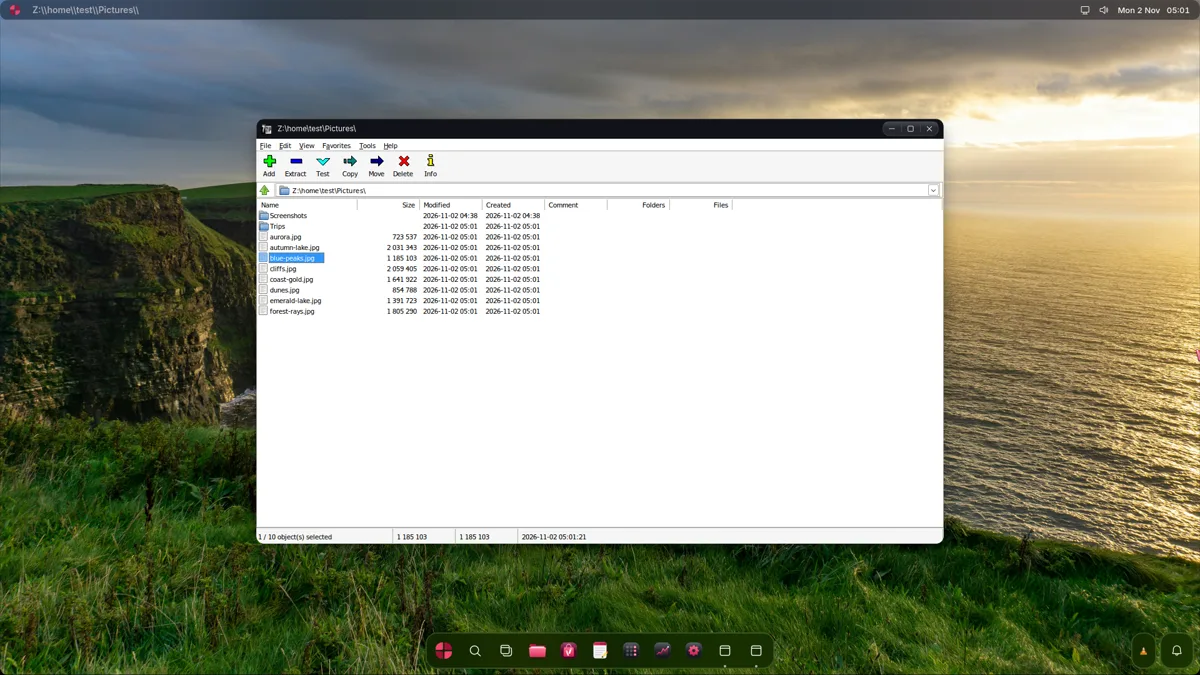 Z:\\home\\test\\Pictures\\
Mon 2 Nov 05:01
Z:\home\test\Pictures\
File Edit View Favorites Tools Help
Add Extract Test Copy Move Delete Info
Z:\home\test\Pictures\
Name Size Modified Created Comment Folders Files
Screenshots 2026-11-02 04:38 2026-11-02 04:38
Trips 2026-11-02 05:01 2026-11-02 05:01
aurora.jpg 723 537 2026-11-02 05:01 2026-11-02 05:01
autumn-lake.jpg 2 031 343 2026-11-02 05:01 2026-11-02 05:01
blue-peaks.jpg 1 185 103 2026-11-02 05:01 2026-11-02 05:01
cliffs.jpg 2 059 405 2026-11-02 05:01 2026-11-02 05:01
coast-gold.jpg 1 641 922 2026-11-02 05:01 2026-11-02 05:01
dunes.jpg 854 788 2026-11-02 05:01 2026-11-02 05:01
emerald-lake.jpg 1 391 723 2026-11-02 05:01 2026-11-02 05:01
forest-rays.jpg 1 805 290 2026-11-02 05:01 2026-11-02 05:01
1 / 10 object(s) selected 1 185 103 1 185 103 2026-11-02 05:01:21